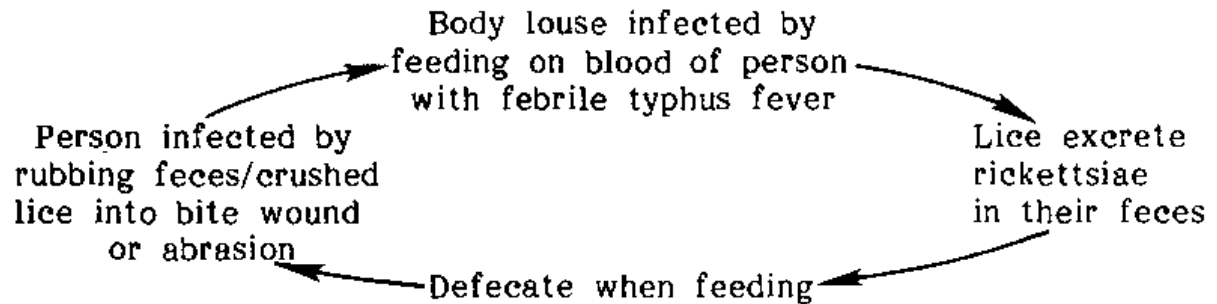 Body louse infected by
feeding on blood of person
with febrile typhus fever
Lice excrete
rickettsiae
in their feces
Defecate when feeding
Person infected by
rubbing feces/crushed
lice into bite wound
or abrasion